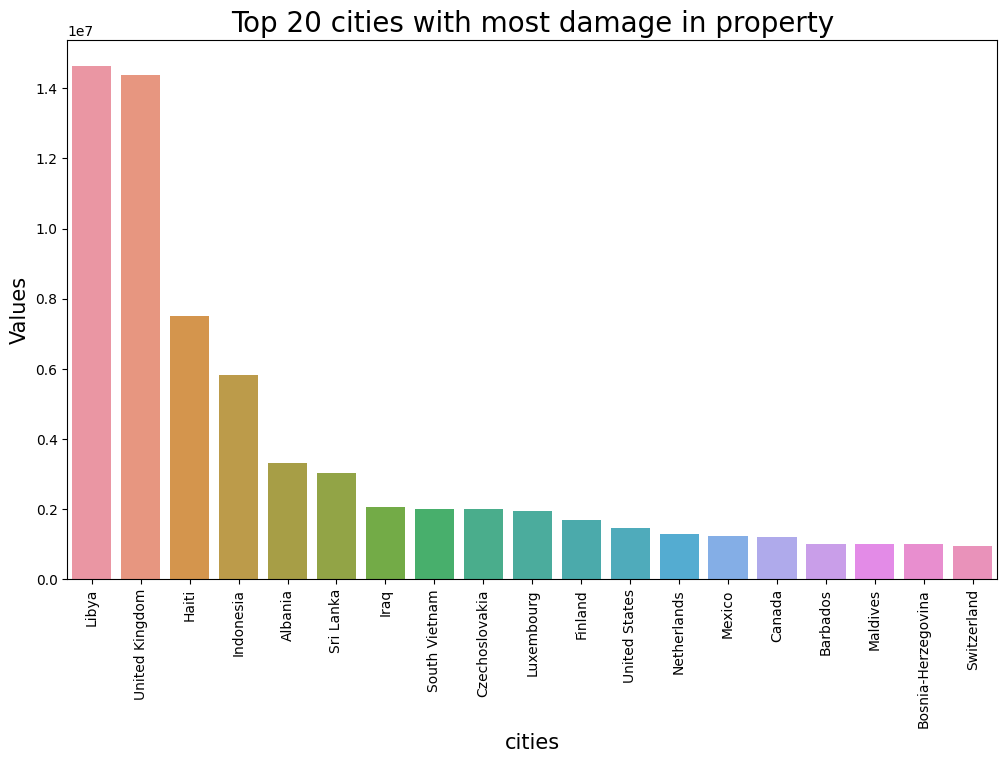 Top 20 cities with most damage in property
1e7
1.4
1.2
1.0
0.8
0.6
0.4
0.2
0.0
Values
Libya
United Kingdom
Haiti
Indonesia
Albania
Sri Lanka
Iraq
South Vietnam
Czechoslovakia
Luxembourg
Finland
United States
Netherlands
Mexico
Canada
Barbados
Maldives
Bosnia-Herzegovina
Switzerland
cities